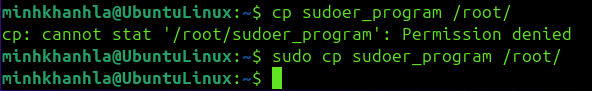 minhkhanhla@UbuntuLinux:~$ cp sudoer_program /root/
cp: cannot stat '/root/sudoer_program': Permission denied
minhkhanhla@UbuntuLinux:~$ sudo cp sudoer_program /root/
minhkhanhla@UbuntuLinux:~$